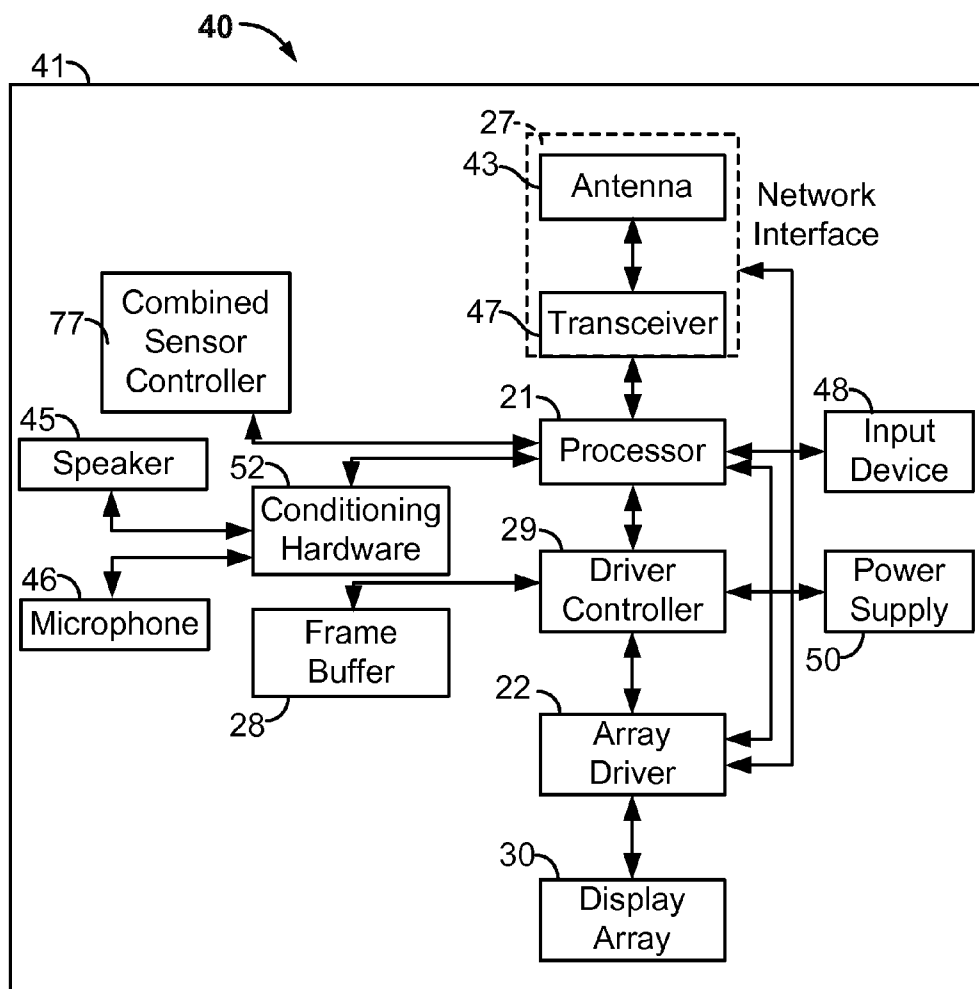 40
41
27
43
Antenna
Network
Interface
Combined
Sensor
Controller
77
47
Transceiver
45
Speaker
21
Processor
48
Input
Device
52
Conditioning
Hardware
46
Microphone
29
Driver
Controller
Power
Supply
50
Frame
Buffer
28
22
Array
Driver
30
Display
Array